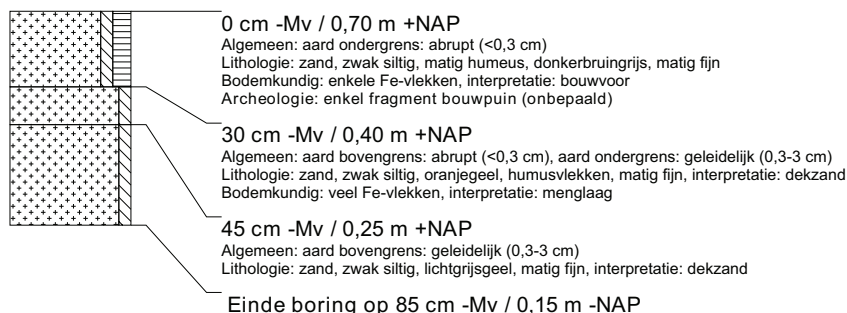 0 cm -Mv / 0,70 m +NAP
Algemeen: aard ondergrens: abrupt (<0,3 cm)
Lithologie: zand, zwak siltig, matig humeus, donkerbruingrijs, matig fijn
Bodemkundig: enkele Fe-vlekken, interpretatie: bouwvoor
Archeologie: enkel fragment bouwpuin (onbepaald)
30 cm -Mv / 0,40 m +NAP
Algemeen: aard bovengrens: abrupt (<0,3 cm), aard ondergrens: geleidelijk (0,3-3 cm)
Lithologie: zand, zwak siltig, oranjegeel, humusvlekken, matig fijn, interpretatie: dekzand
Bodemkundig: veel Fe-vlekken, interpretatie: menglaag
45 cm -Mv / 0,25 m +NAP
Algemeen: aard bovengrens: geleidelijk (0,3-3 cm)
Lithologie: zand, zwak siltig, lichtgrijsgeel, matig fijn, interpretatie: dekzand
Einde boring op 85 cm -Mv / 0,15 m -NAP